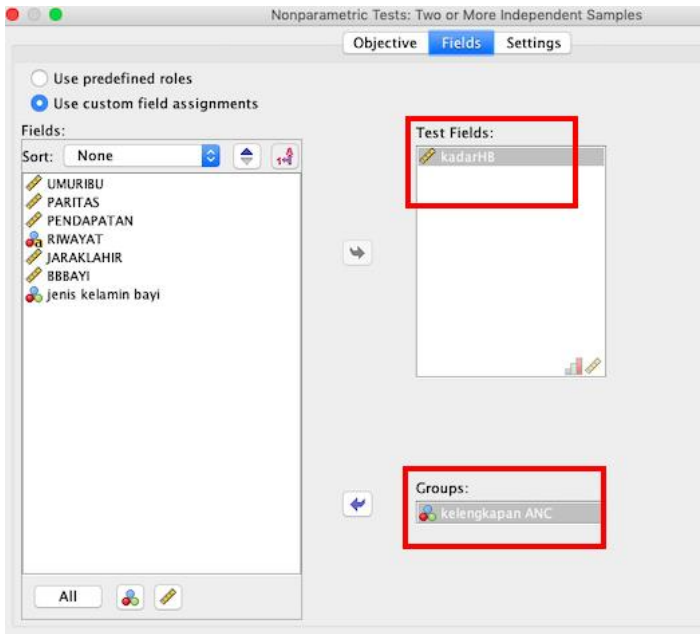 Nonparametric Tests: Two or More Independent Samples
Objective Fields Settings
Use predefined roles
Use custom field assignments
Fields:
Sort: None
UMURIBU
PARITAS
PENDAPATAN
RIWAYAT
JARAKLAHIR
BBBAYI
jenis kelamin bayi
All
Test Fields:
kadarHB
Groups:
kelengkapan ANC